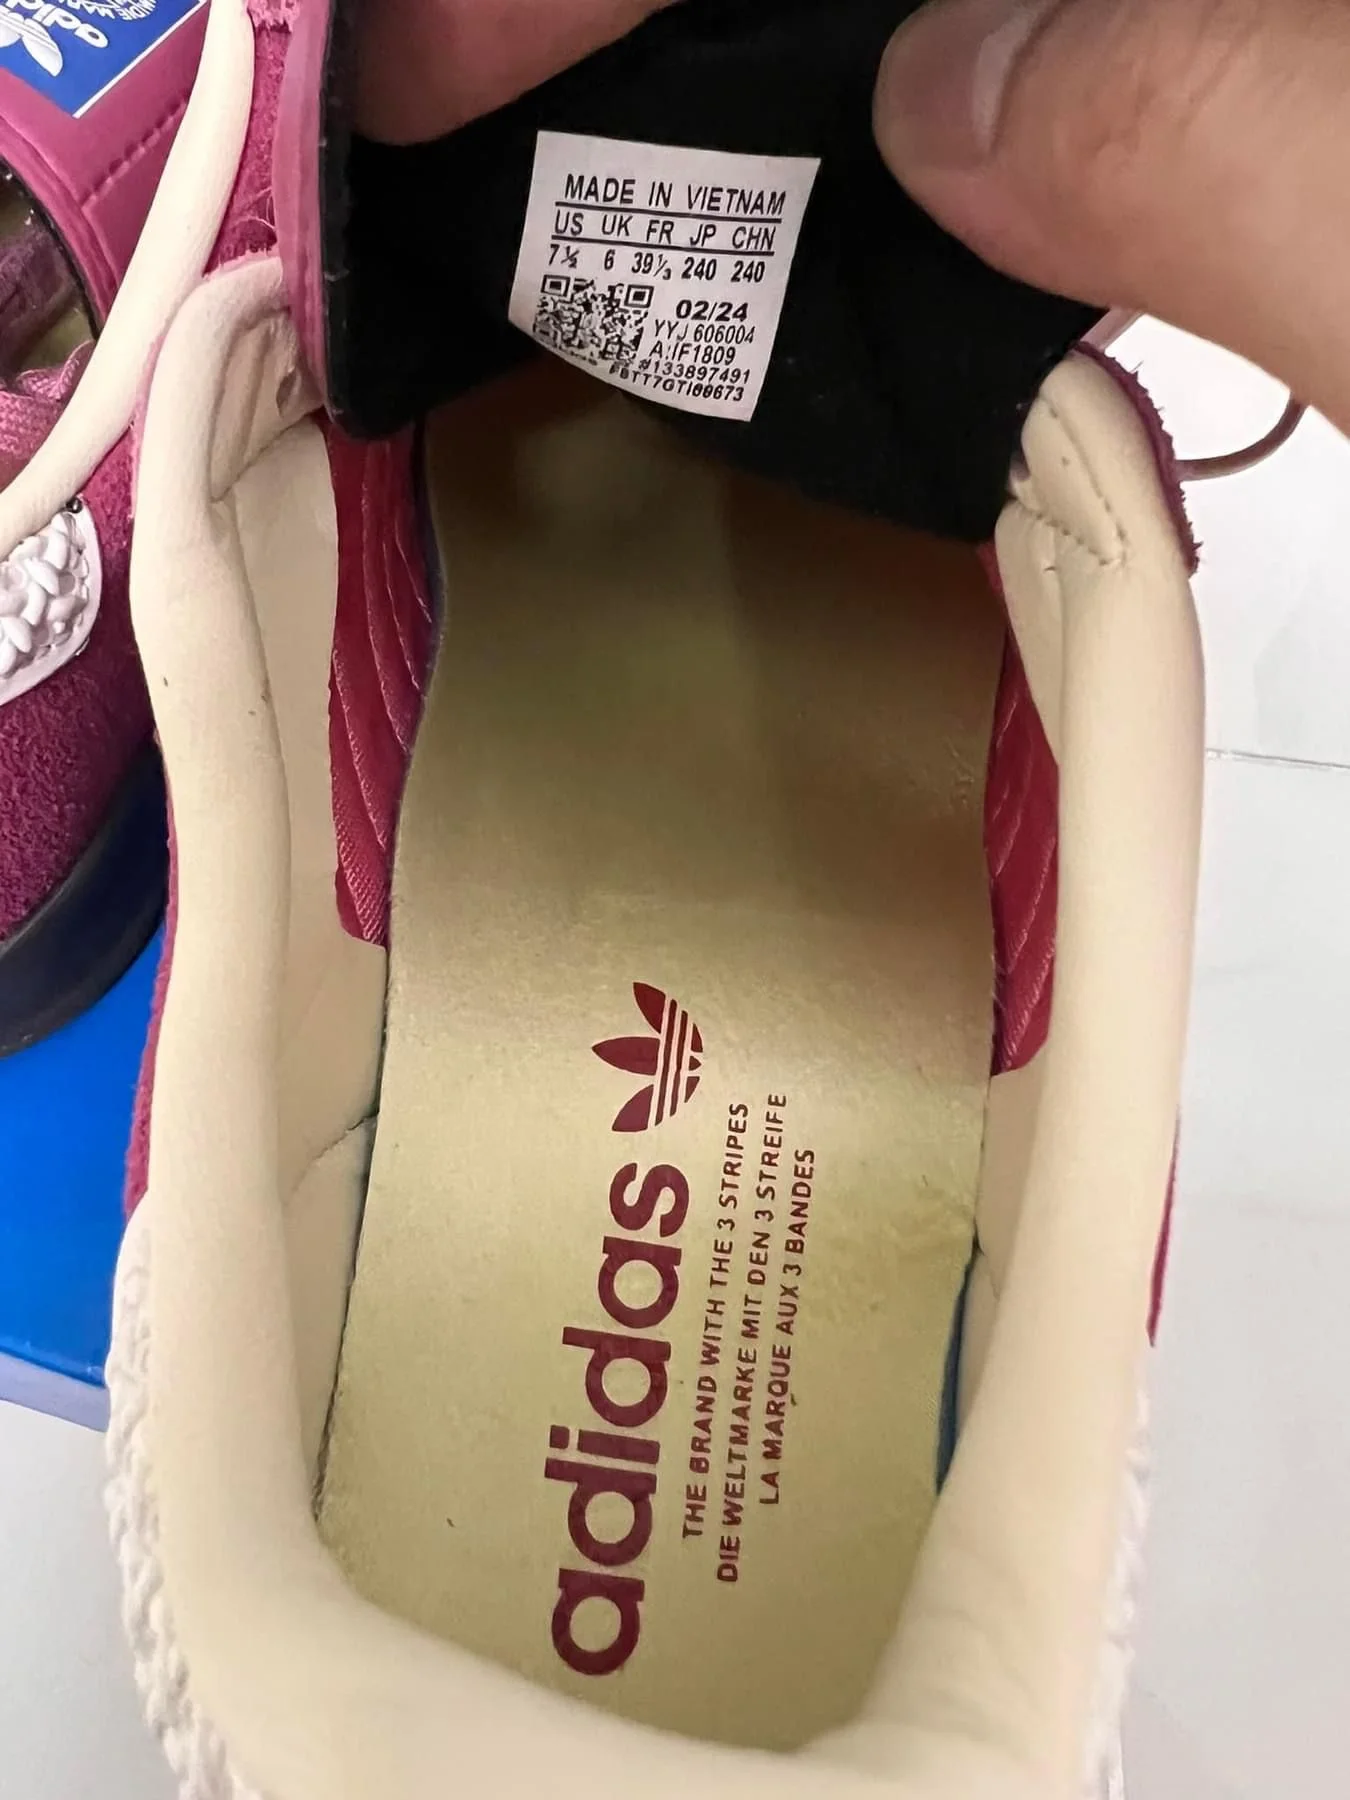 adidas
MADE IN VIETNAM
US UK FR JP CHN
7½ 6 39⅓ 240 240
02/24
YYJ 606004
A:IF1809
#133897491
adidas
THE BRAND WITH THE 3 STRIPES
DIE WELTMARKE MIT DEN 3 STREIFE
LA MARQUE AUX 3 BANDES